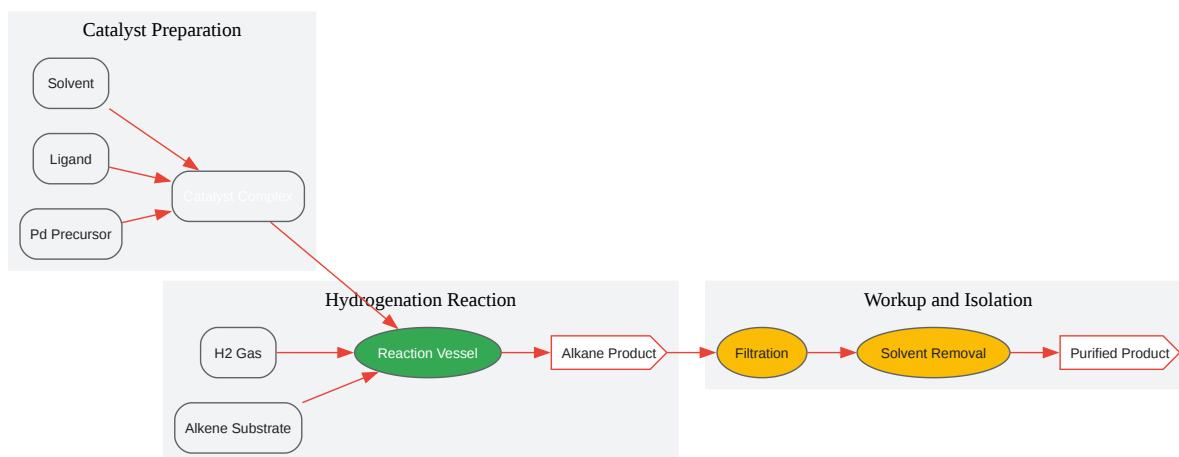 Catalyst Preparation
Solvent
Ligand
Catalyst Complex
Pd Precursor
Hydrogenation Reaction
Workup and Isolation
H2 Gas
Reaction Vessel
Alkane Product
Filtration
Solvent Removal
Purified Product
Alkene Substrate